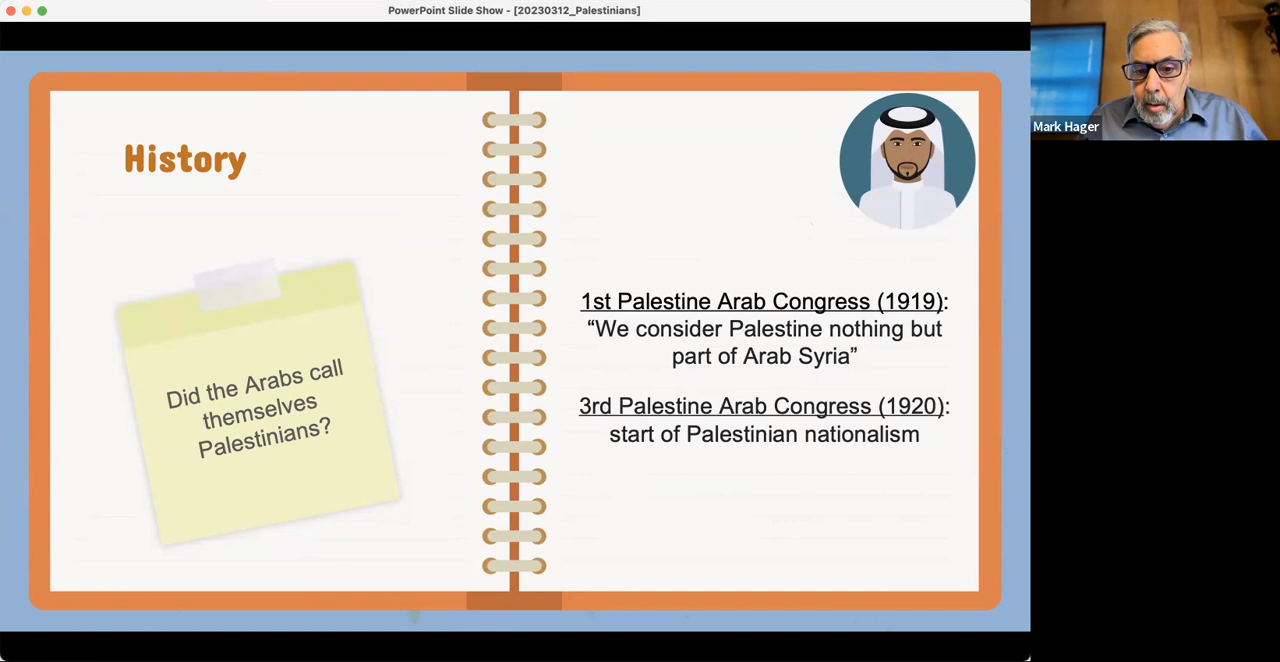 PowerPoint Slide Show - [20230312_Palestinians]
Mark Hager
History
Did the Arabs call
themselves
Palestinians?
1st Palestine Arab Congress (1919):
“We consider Palestine nothing but
part of Arab Syria”
3rd Palestine Arab Congress (1920):
start of Palestinian nationalism